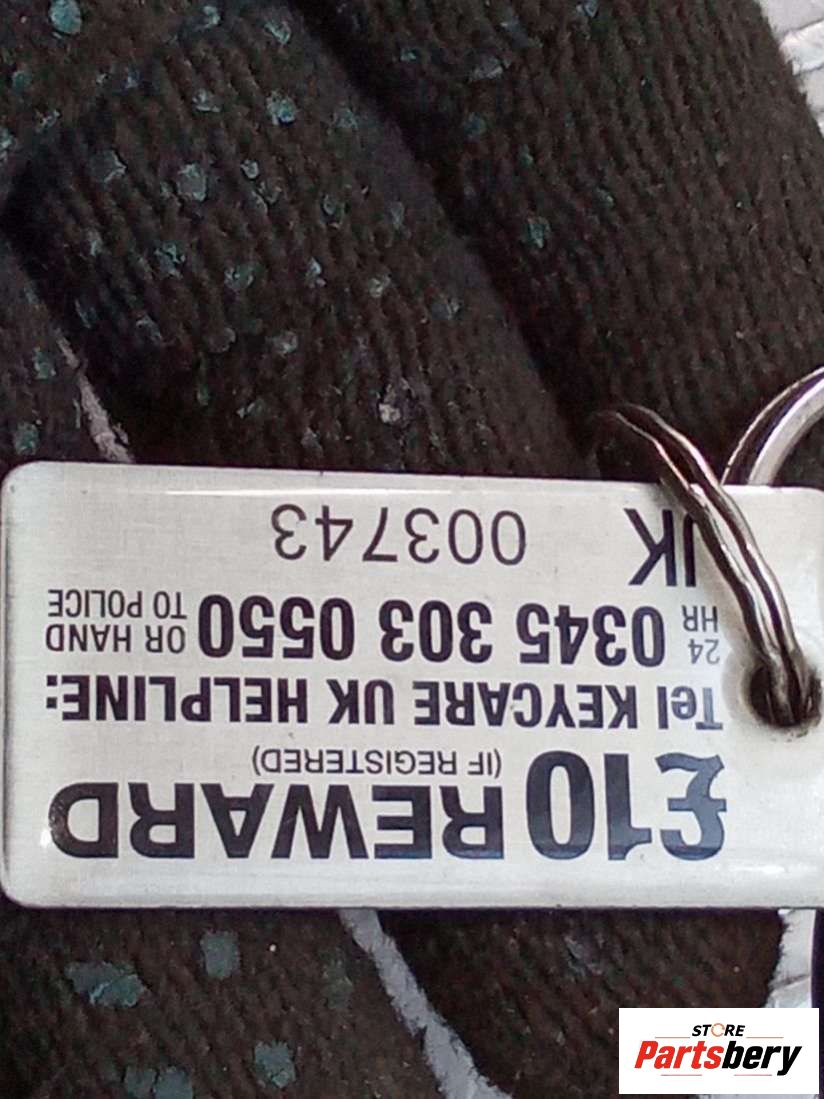 £10 REWARD
(IF REGISTERED)
Tel KEYCARE UK HELPLINE:
24 HR 0345 303 0550 OR HAND TO POLICE
UK 003743
STORE
Partsbery